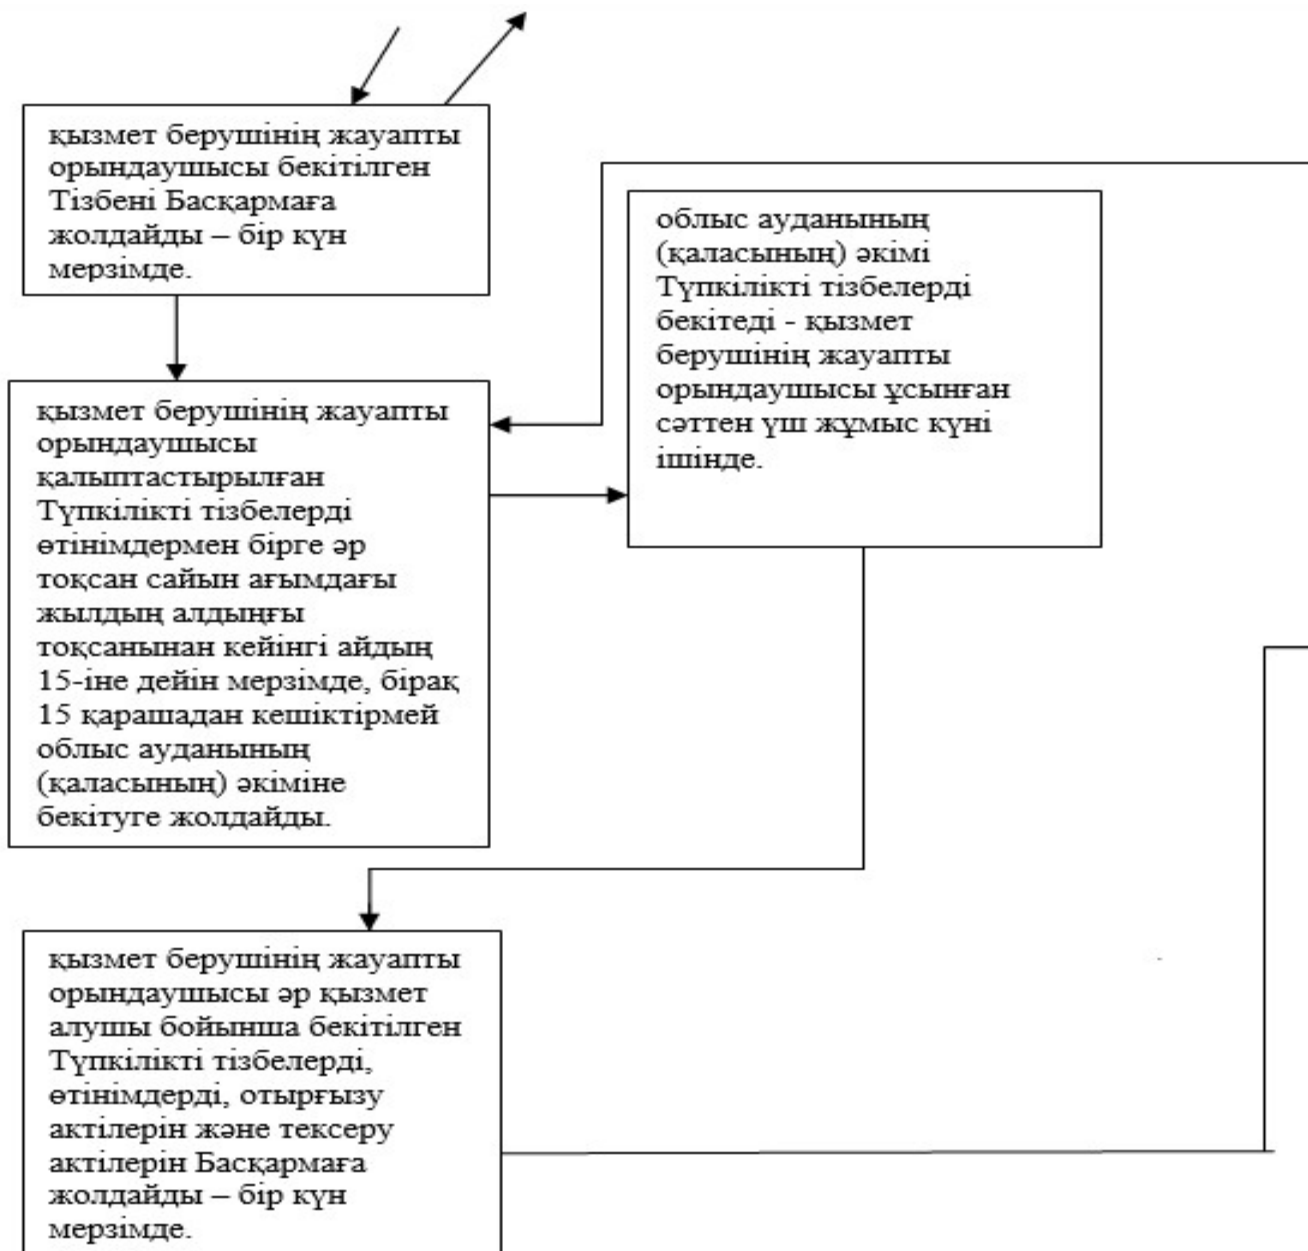 қызмет берушінің жауапты
орындаушысы бекітілген
Тізбені Басқармаға
жолдайды – бір күн
мерзімде.
облыс ауданының
(қаласының) әкімі
Түпкілікті тізбелерді
бекітеді - қызмет
берушінің жауапты
орындаушысы ұсынған
сәттен үш жұмыс күні
ішінде.
қызмет берушінің жауапты
орындаушысы
қалыптастырылған
Түпкілікті тізбелерді
өтінімдермен бірге әр
тоқсан сайын ағымдағы
жылдың алдыңғы
тоқсанынан кейінгі айдың
15-іне дейін мерзімде, бірақ
15 қарашадан кешіктірмей
облыс ауданының
(қаласының) әкіміне
бекітуге жолдайды.
қызмет берушінің жауапты
орындаушысы әр қызмет
алушы бойынша бекітілген
Түпкілікті тізбелерді,
өтінімдерді, отырғызу
актілерін және тексеру
актілерін Басқармаға
жолдайды – бір күн
мерзімде.